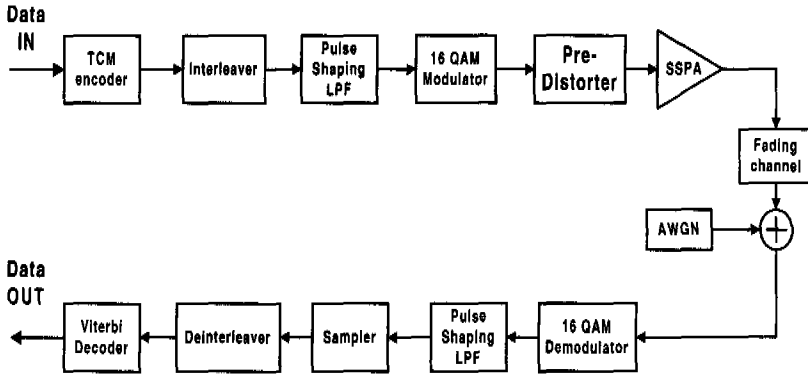 Data
IN
TCM
encoder
Interleaver
Pulse
Shaping
LPF
16 QAM
Modulator
Pre-
Distorter
SSPA
Fading
channel
AWGN
+
Data
OUT
Viterbi
Decoder
Deinterleaver
Sampler
Pulse
Shaping
LPF
16 QAM
Demodulator